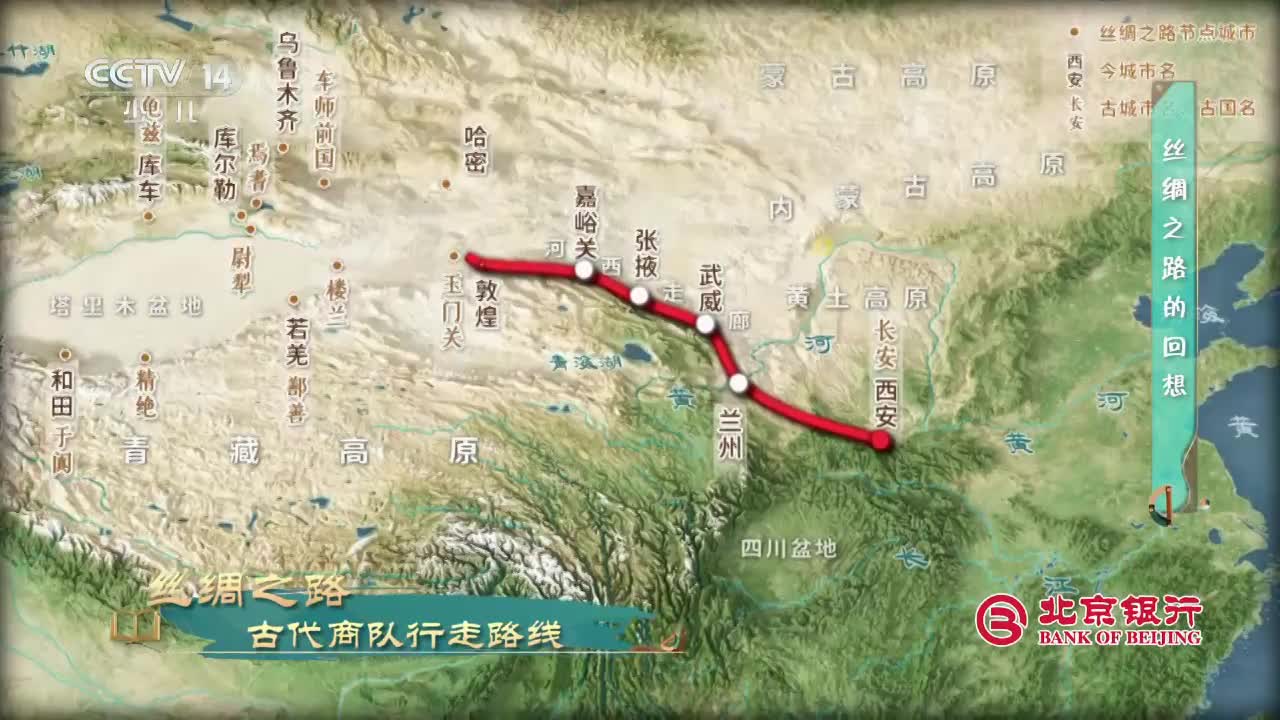 CCTV 14
少儿
竹湖
乌鲁木齐
车师前国
龟兹
库车
库尔勒
焉耆
尉犁
哈密
嘉峪关
张掖
武威
河西走廊
玉门关
敦煌
楼兰
若羌
鄯善
塔里木盆地
和田
于阗
精绝
青藏高原
青海湖
兰州
长安
西安
蒙古高原
内蒙古高原
黄土高原
黄河
黄河
四川盆地
长江
海
黄
丝绸之路节点城市
西安
今城市名
长安
古城市名、古国名
丝绸之路的回想
丝绸之路
古代商队行走路线
北京银行
BANK OF BEIJING